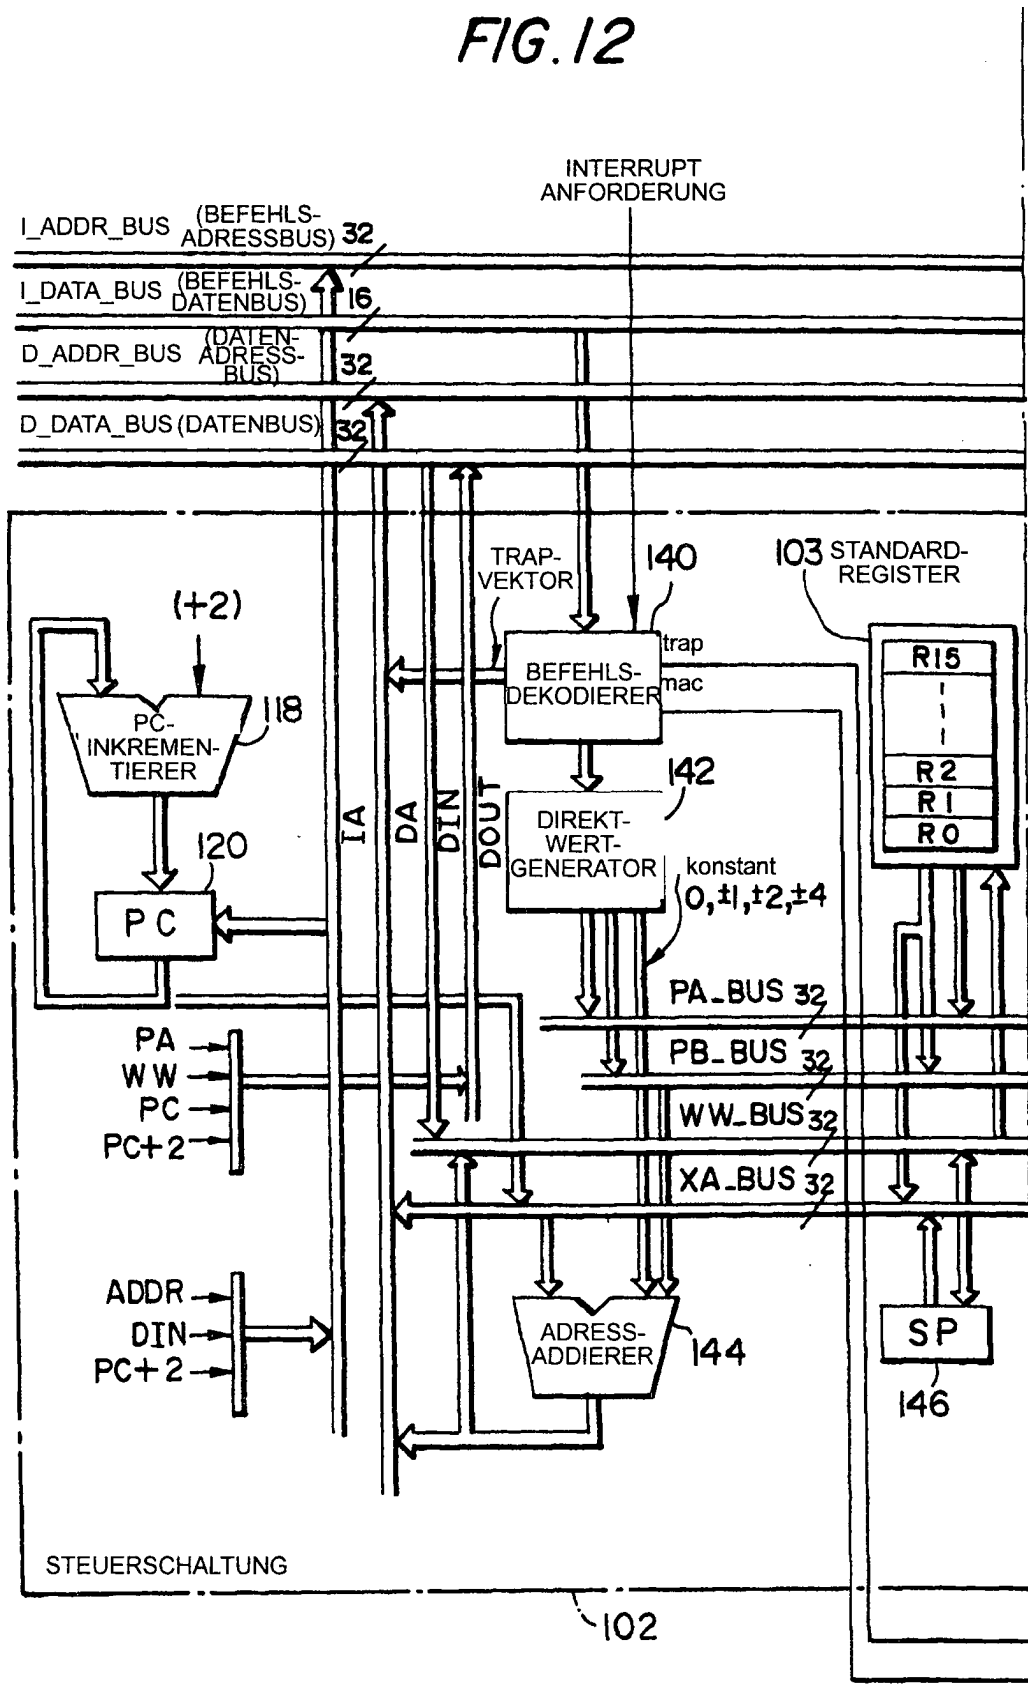 FIG. 12
INTERRUPT
ANFORDERUNG
I_ADDR_BUS (BEFEHLS-
ADRESSBUS) 32
I_DATA_BUS (BEFEHLS-
DATENBUS) 16
D_ADDR_BUS (DATEN-
ADRESS-
BUS) 32
D_DATA_BUS (DATENBUS) 32
TRAP-
VEKTOR
140
103 STANDARD-
REGISTER
(+2)
BEFEHLS-
DEKODIERER
trap
mac
R15
R2
R1
R0
PC-
INKREMEN-
TIERER
118
142
DIREKT-
WERT-
GENERATOR
IA
DA
DIN
DOUT
konstant
0,±1,±2,±4
120
PC
PA_BUS 32
PB_BUS 32
WW_BUS 32
XA_BUS 32
PA
WW
PC
PC+2
ADDR
DIN
PC+2
ADRESS-
ADDIERER
144
SP
146
STEUERSCHALTUNG
102